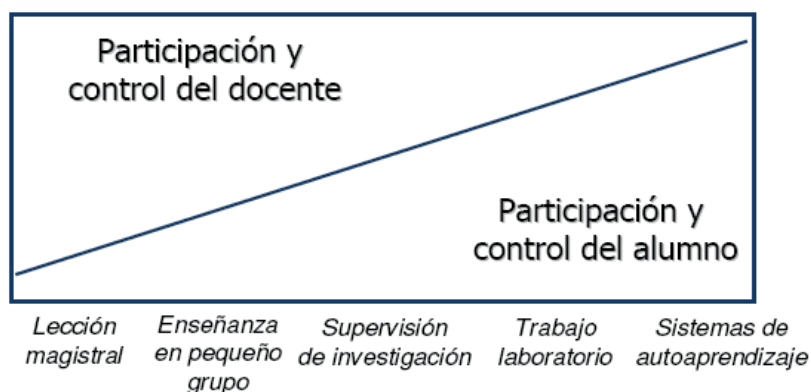 Participación y
control del docente
Participación y
control del alumno
Lección
magistral
Enseñanza
en pequeño
grupo
Supervisión
de investigación
Trabajo
laboratorio
Sistemas de
autoaprendizaje